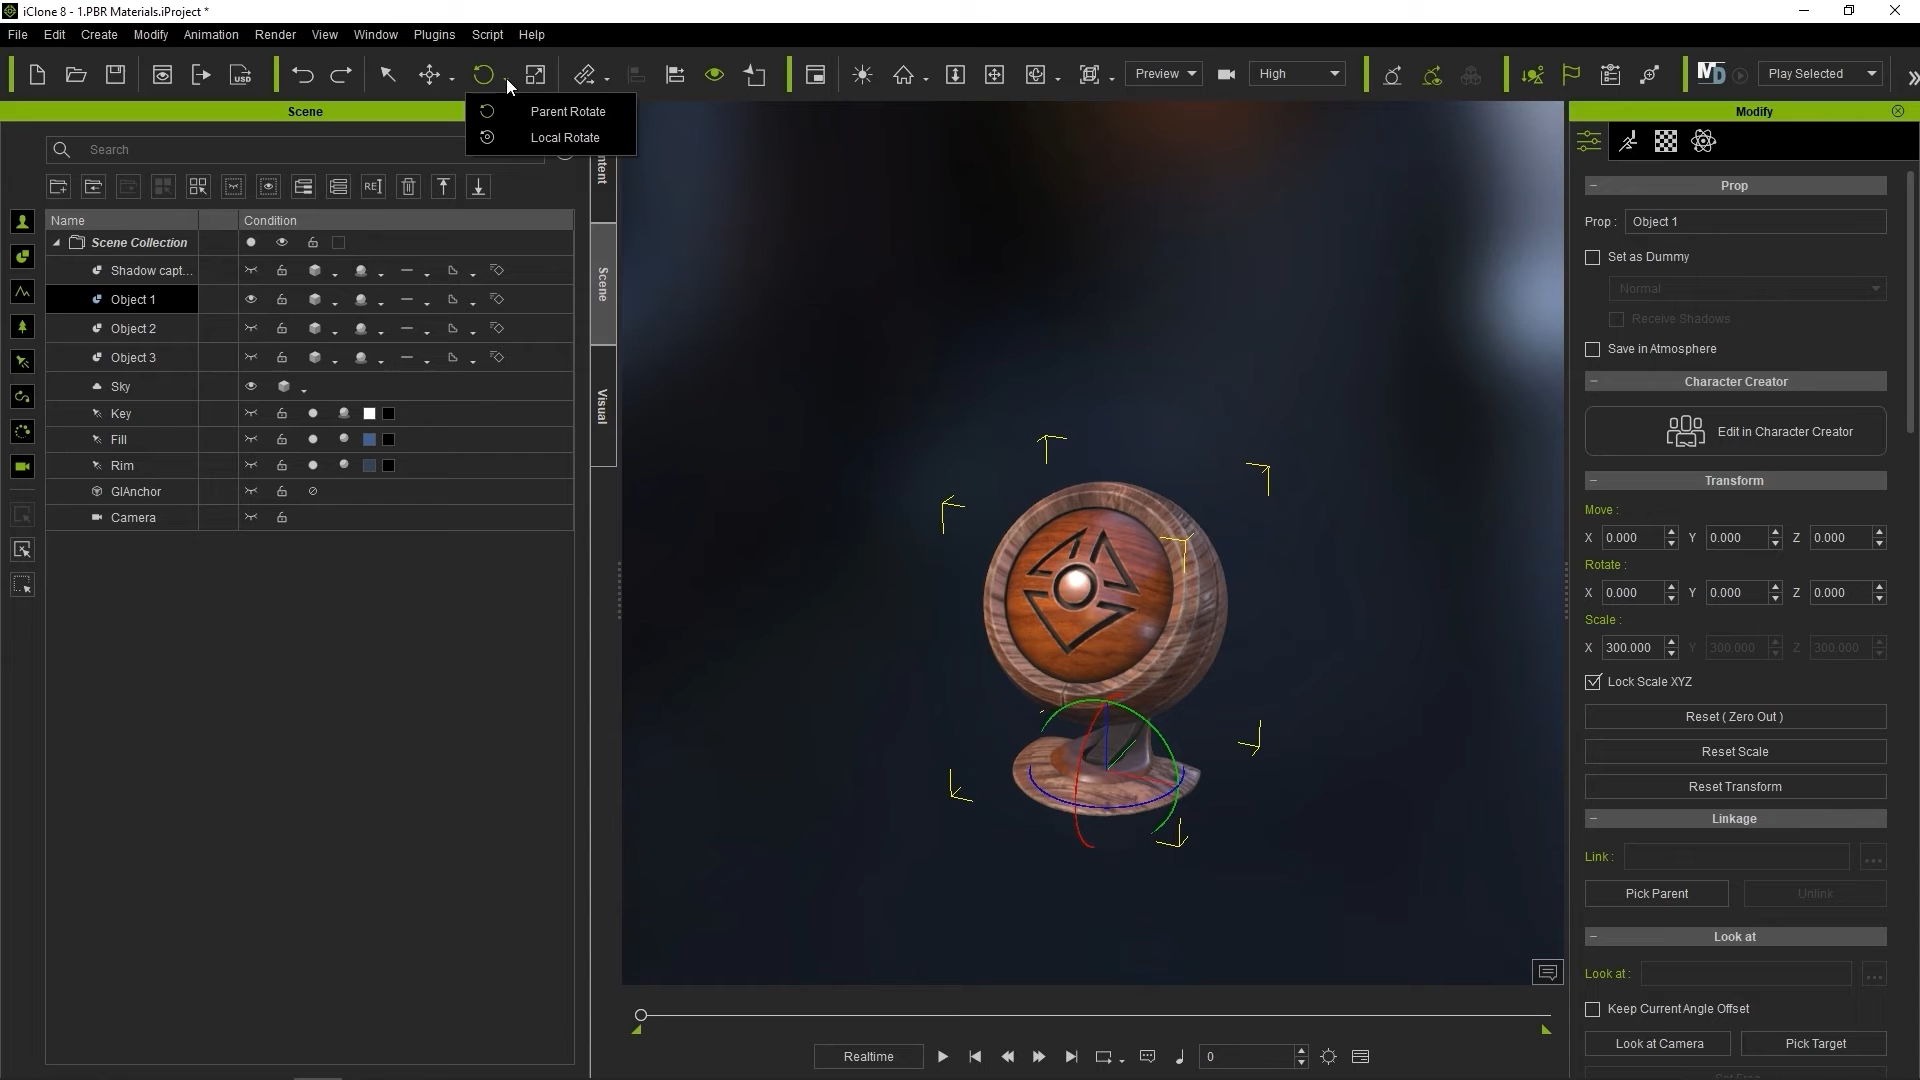 iClone 8 - 1.PBR Materials.iProject *
File Edit Create Modify Animation Render View Window Plugins Script Help
USD
Preview
High
Play Selected
Scene
Parent Rotate
Local Rotate
Search
RE
Name
Condition
Scene Collection
Shadow capt...
Object 1
Object 2
Object 3
Sky
Key
Fill
Rim
GIAnchor
Camera
Scene
Visual
Modify
Prop
Prop : Object 1
Set as Dummy
Normal
Receive Shadows
Save in Atmosphere
Character Creator
Edit in Character Creator
Transform
Move :
X 0.000 Y 0.000 Z 0.000
Rotate :
X 0.000 Y 0.000 Z 0.000
Scale :
X 300.000 Y 300.000 Z 300.000
Lock Scale XYZ
Reset ( Zero Out )
Reset Scale
Reset Transform
Linkage
Link :
...
Pick Parent Unlink
Look at
Look at :
...
Keep Current Angle Offset
Look at Camera Pick Target
Realtime
0